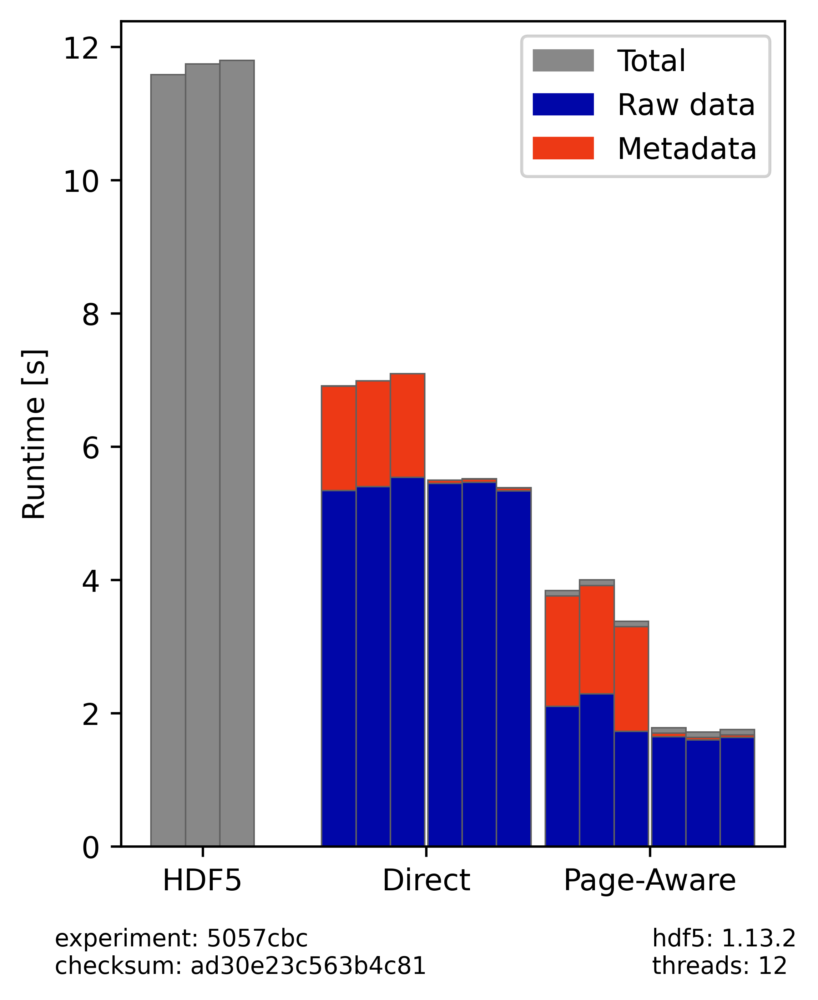 12
10
8
6
4
2
0
Runtime [s]
Total
Raw data
Metadata
HDF5 Direct Page-Aware
experiment: 5057cbc
checksum: ad30e23c563b4c81
hdf5: 1.13.2
threads: 12